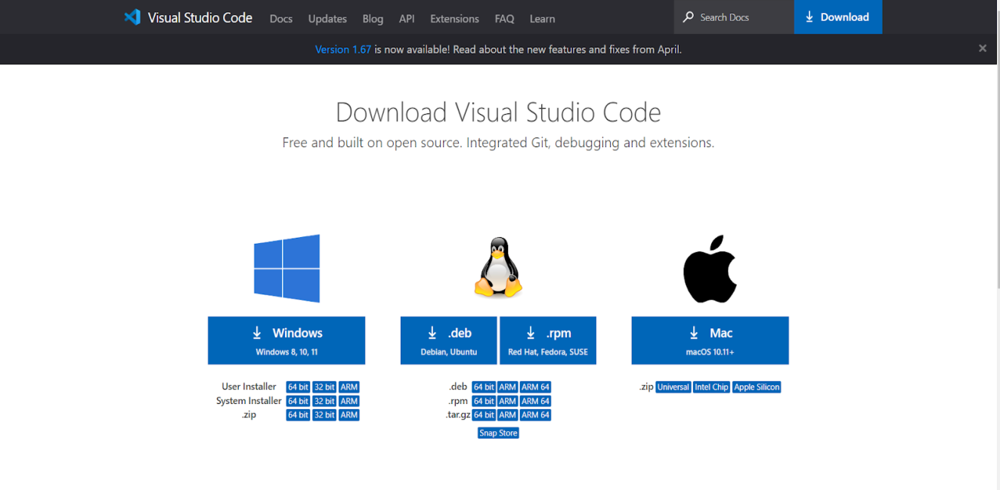 Visual Studio Code Docs Updates Blog API Extensions FAQ Learn Search Docs Download
Version 1.67 is now available! Read about the new features and fixes from April.
Download Visual Studio Code
Free and built on open source. Integrated Git, debugging and extensions.
Windows
Windows 8, 10, 11
User Installer 64 bit 32 bit ARM
System Installer 64 bit 32 bit ARM
.zip 64 bit 32 bit ARM
.deb
Debian, Ubuntu
.rpm
Red Hat, Fedora, SUSE
.deb 64 bit ARM ARM 64
.rpm 64 bit ARM ARM 64
.tar.gz 64 bit ARM ARM 64
Snap Store
Mac
macOS 10.11+
.zip Universal Intel Chip Apple Silicon